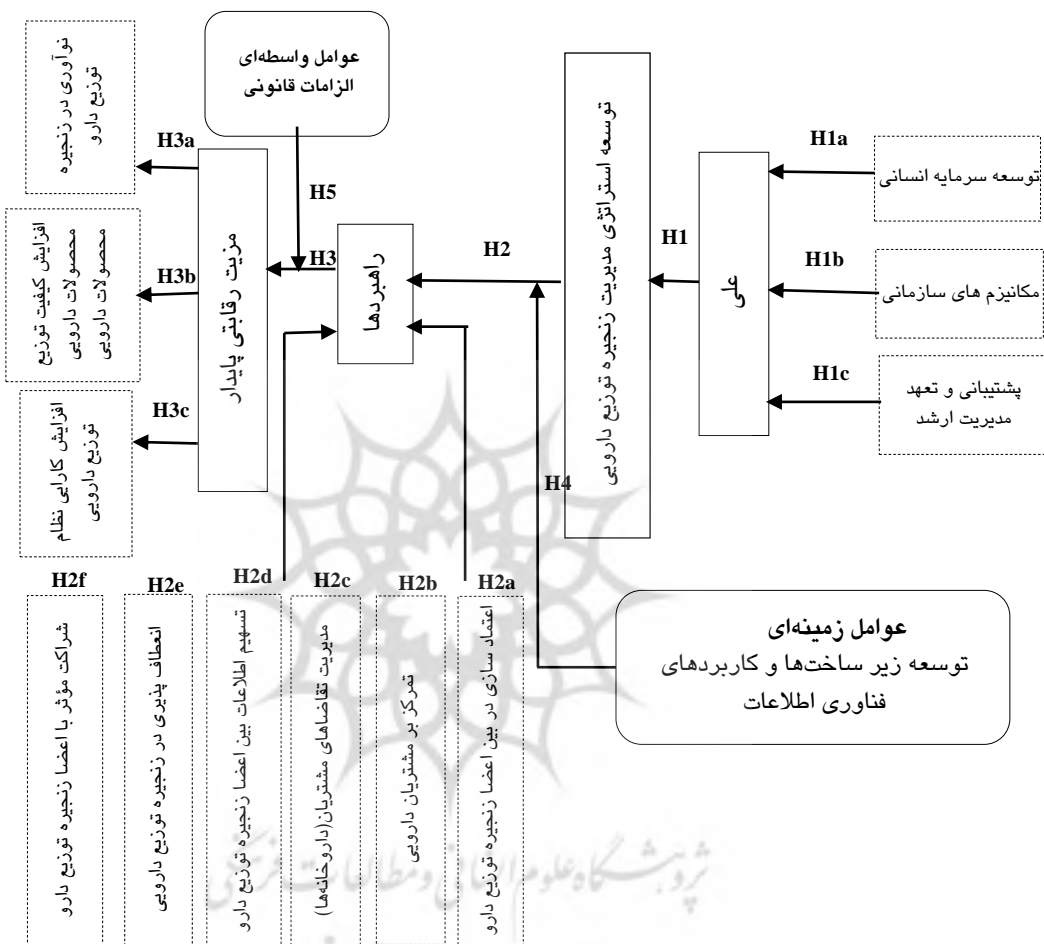 عوامل واسطه‌ای
الزامات قانونی
نوآوری در زنجیره
توزیع دارو
افزایش کیفیت توزیع
محصولات دارویی
محصولات دارویی
افزایش کارایی نظام
توزیع دارویی
H3a
H3b
H3c
مزیت رقابتی پایدار
H5
H3
راهبردها
H2
H4
توسعه استراتژی مدیریت زنجیره توزیع دارویی
H1
علی
H1a
H1b
H1c
توسعه سرمایه انسانی
مکانیزم های سازمانی
پشتیبانی و تعهد
مدیریت ارشد
عوامل زمینه‌ای
توسعه زیر ساخت‌ها و کاربردهای
فناوری اطلاعات
H2a
اعتماد سازی در بین اعضا زنجیره توزیع دارو
H2b
تمرکز بر مشتریان دارویی
H2c
مدیریت تقاضاهای مشتریان(داروخانه‌ها)
H2d
تسهیم اطلاعات بین اعضا زنجیره توزیع دارو
H2e
انعطاف پذیری در زنجیره توزیع دارویی
H2f
شراکت مؤثر با اعضا زنجیره توزیع دارو
پژوهشگاه علوم انسانی و مطالعات فرهنگی